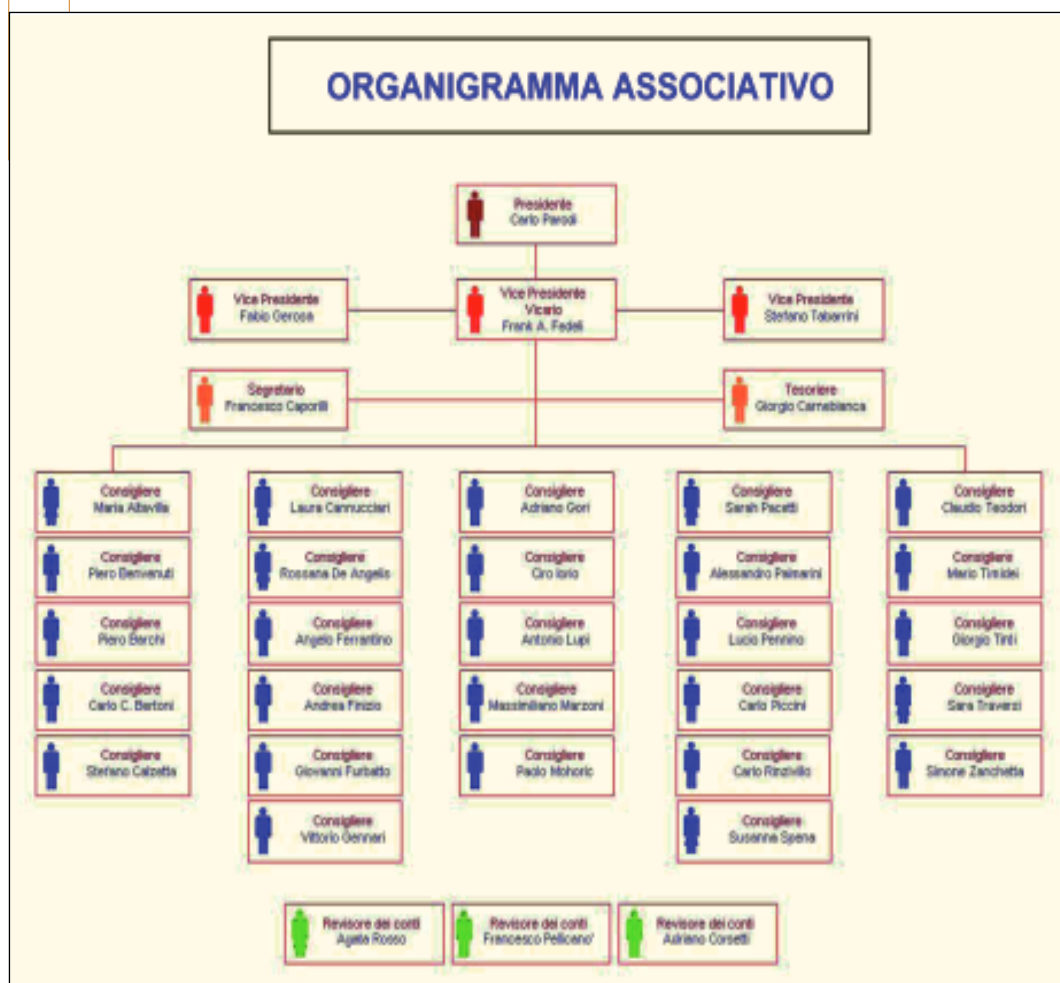 ORGANIGRAMMA ASSOCIATIVO
Presidente
Carlo Parodi
Vice Presidente
Fabio Gerosa
Vice Presidente
Vicario
Frank A. Fedeli
Vice Presidente
Stefano Tabarrini
Segretario
Francesco Caporilli
Tesoriere
Giorgio Carnabianca
Consigliere
Maria Altavilla
Consigliere
Laura Cannucciari
Consigliere
Adriano Gori
Consigliere
Sarah Pacetti
Consigliere
Claudio Teodori
Consigliere
Piero Benvenuti
Consigliere
Rossana De Angelis
Consigliere
Ciro Iorio
Consigliere
Alessandro Palmarini
Consigliere
Mario Timidei
Consigliere
Piero Berchi
Consigliere
Angelo Ferrantino
Consigliere
Antonio Lupi
Consigliere
Lucio Pennino
Consigliere
Giorgio Tinti
Consigliere
Carlo C. Bertoni
Consigliere
Andrea Finizio
Consigliere
Massimiliano Marzoni
Consigliere
Carlo Piccini
Consigliere
Sara Traversi
Consigliere
Stefano Calzetta
Consigliere
Giovanni Furbatto
Consigliere
Paolo Mohoric
Consigliere
Carlo Rinzivillo
Consigliere
Simone Zanchetta
Consigliere
Vittorio Gennari
Consigliere
Susanna Spena
Revisore dei conti
Agata Rosso
Revisore dei conti
Francesco Pellicano'
Revisore dei conti
Adriano Corsetti